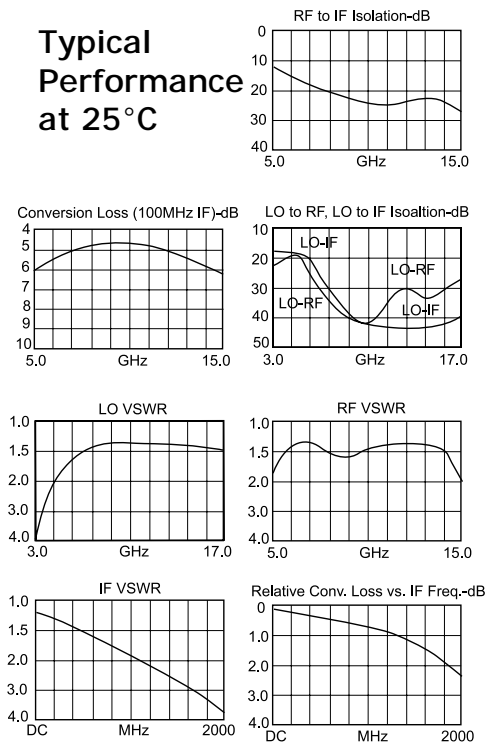 Typical
Performance
at 25°C
RF to IF Isolation-dB
0
10
20
30
40
5.0 GHz 15.0
Conversion Loss (100MHz IF)-dB
4
5
6
7
8
9
10
5.0 GHz 15.0
LO to RF, LO to IF Isoaltion-dB
10
20
30
40
50
LO-IF
LO-RF
LO-RF
LO-IF
3.0 GHz 17.0
LO VSWR
1.0
1.5
2.0
3.0
4.0
3.0 GHz 17.0
RF VSWR
1.0
1.5
2.0
3.0
4.0
5.0 GHz 15.0
IF VSWR
1.0
1.5
2.0
3.0
4.0
DC MHz 2000
Relative Conv. Loss vs. IF Freq.-dB
0
1.0
2.0
3.0
4.0
DC MHz 2000